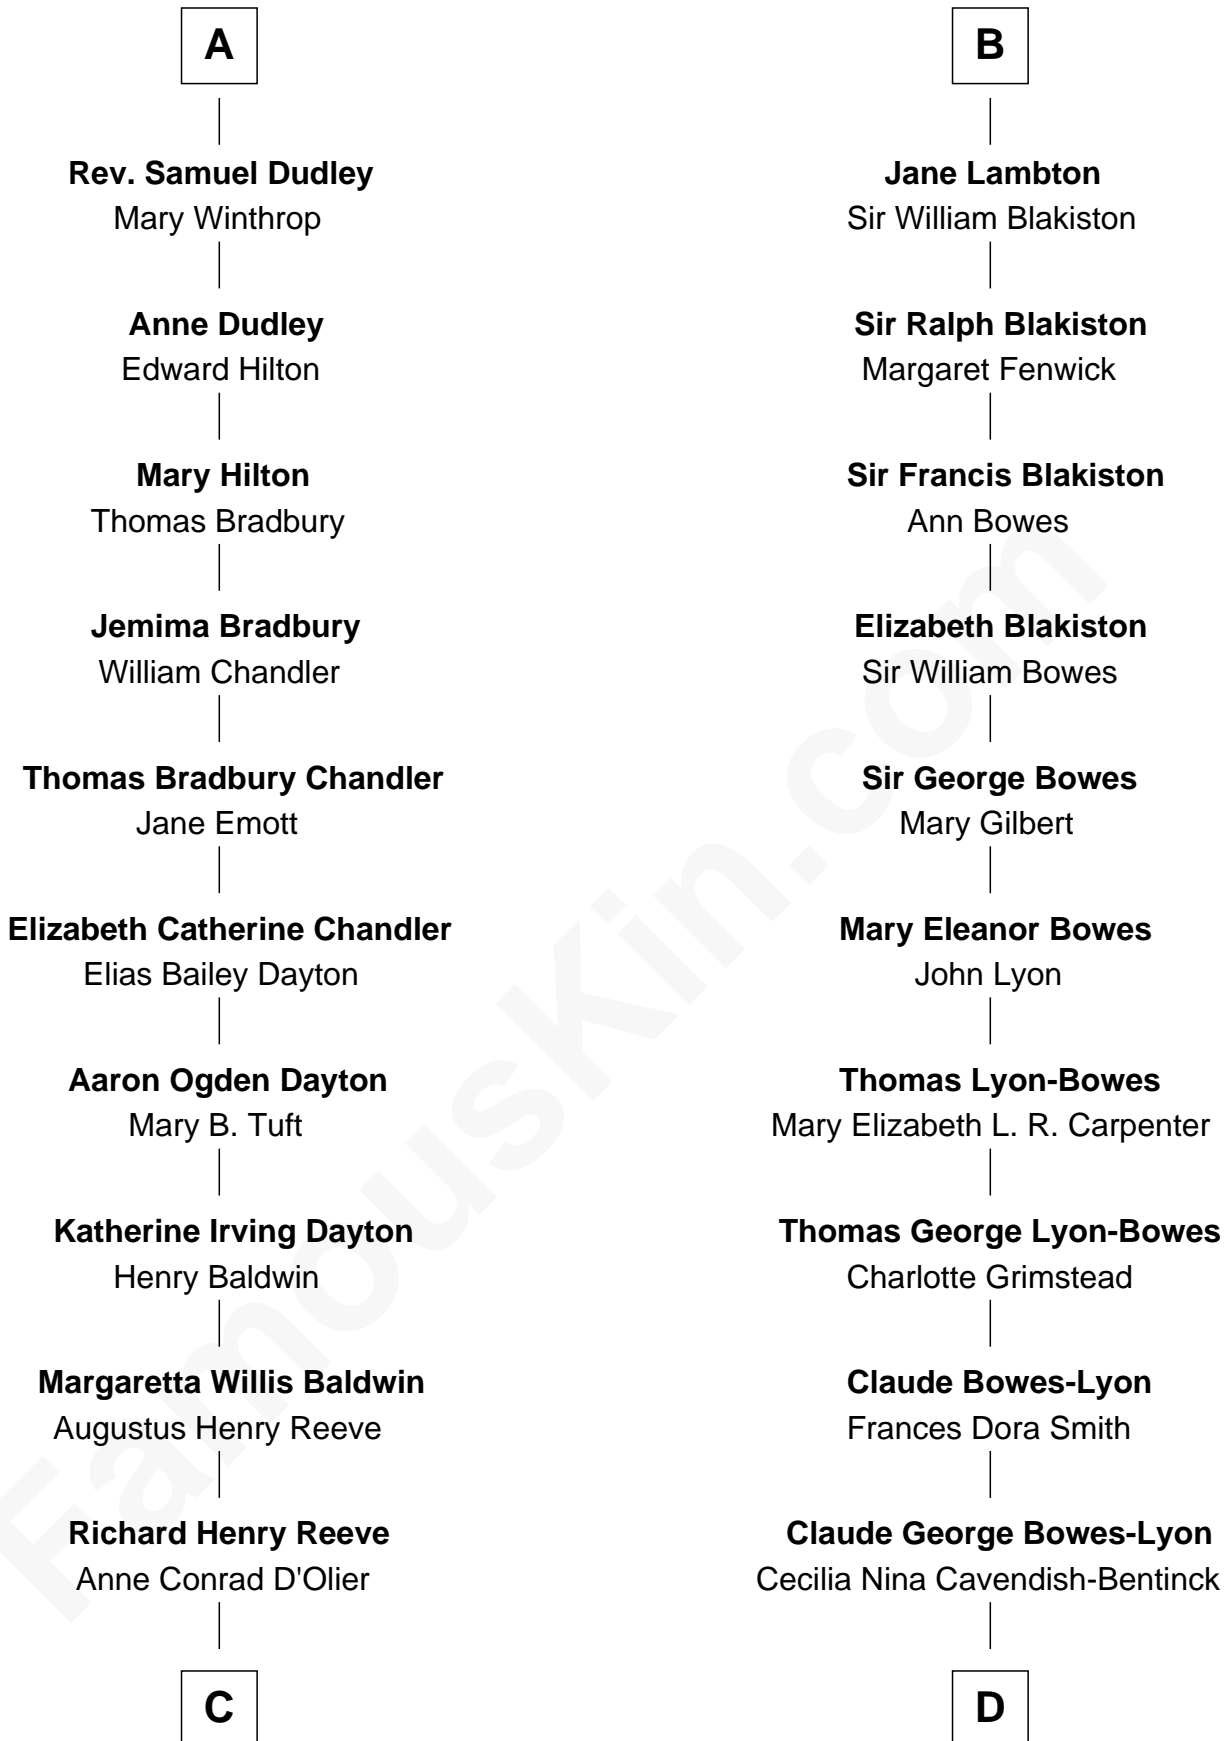 A
Rev. Samuel Dudley
Mary Winthrop
Anne Dudley
Edward Hilton
Mary Hilton
Thomas Bradbury
Jemima Bradbury
William Chandler
Thomas Bradbury Chandler
Jane Emott
Elizabeth Catherine Chandler
Elias Bailey Dayton
Aaron Ogden Dayton
Mary B. Tuft
Katherine Irving Dayton
Henry Baldwin
Margaretta Willis Baldwin
Augustus Henry Reeve
Richard Henry Reeve
Anne Conrad D'Olier
C
B
Jane Lambton
Sir William Blakiston
Sir Ralph Blakiston
Margaret Fenwick
Sir Francis Blakiston
Ann Bowes
Elizabeth Blakiston
Sir William Bowes
Sir George Bowes
Mary Gilbert
Mary Eleanor Bowes
John Lyon
Thomas Lyon-Bowes
Mary Elizabeth L. R. Carpenter
Thomas George Lyon-Bowes
Charlotte Grimstead
Claude Bowes-Lyon
Frances Dora Smith
Claude George Bowes-Lyon
Cecilia Nina Cavendish-Bentinck
D
FamousKin.com